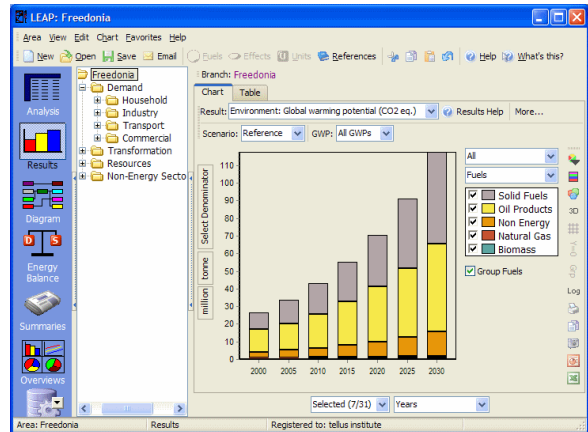 LEAP: Freedonia
Area View Edit Chart Favorites Help
New Open Save Email Fuels Effects Units References Help What's this?
Analysis
Results
Diagram
Energy
Balance
Summaries
Overviews
Freedonia
Demand
Household
Industry
Transport
Commercial
Transformation
Resources
Non-Energy Secto
Branch: Freedonia
Chart Table
Result: Environment: Global warming potential (CO2 eq.) Results Help More...
Scenario: Reference GWP: All GWPs
Select Denominator
tonne
million
110
100
90
80
70
60
50
40
30
20
10
0
2000 2005 2010 2015 2020 2025 2030
All
Fuels
Solid Fuels
Oil Products
Non Energy
Natural Gas
Biomass
Group Fuels
3D
Y=0
Log
Selected (7/31) Years
Area: Freedonia Results Registered to: tellus institute